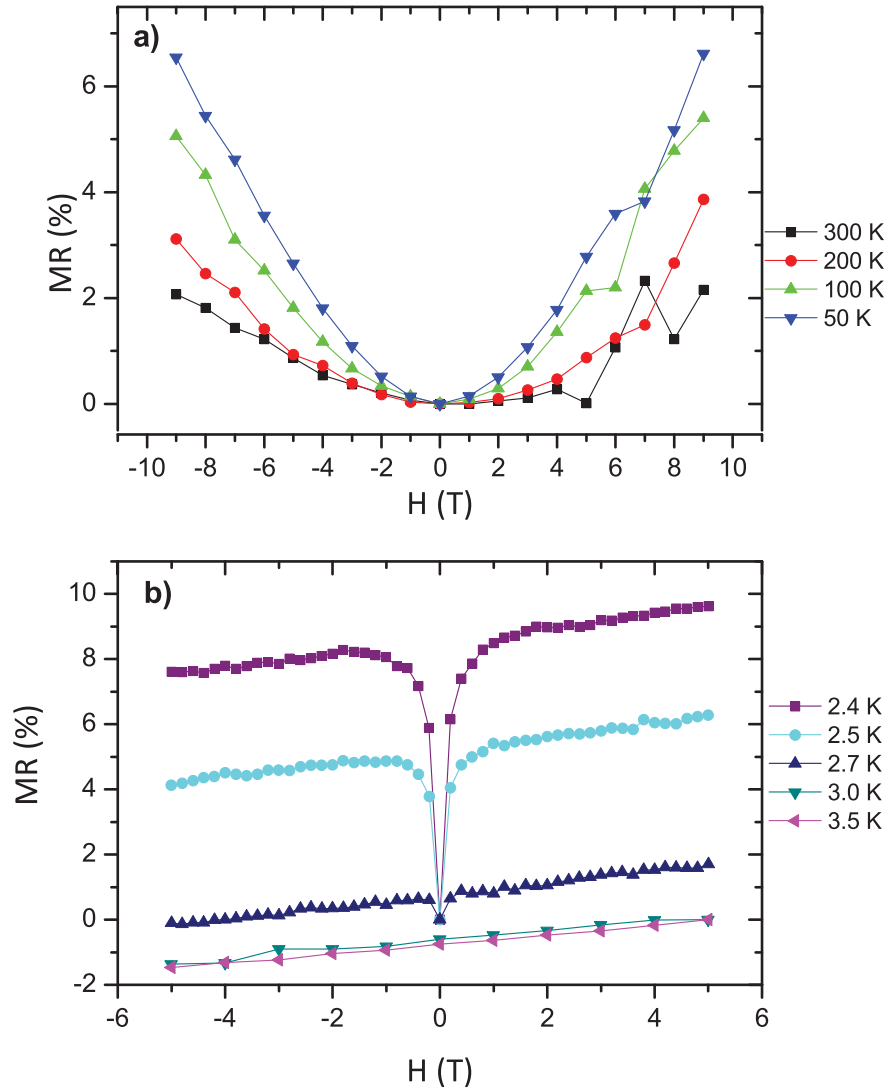 a)
6
4
2
0
MR (%)
-10 -8 -6 -4 -2 0 2 4 6 8 10
H (T)
300 K
200 K
100 K
50 K
b)
10
8
6
4
2
0
-2
MR (%)
-6 -4 -2 0 2 4 6
H (T)
2.4 K
2.5 K
2.7 K
3.0 K
3.5 K